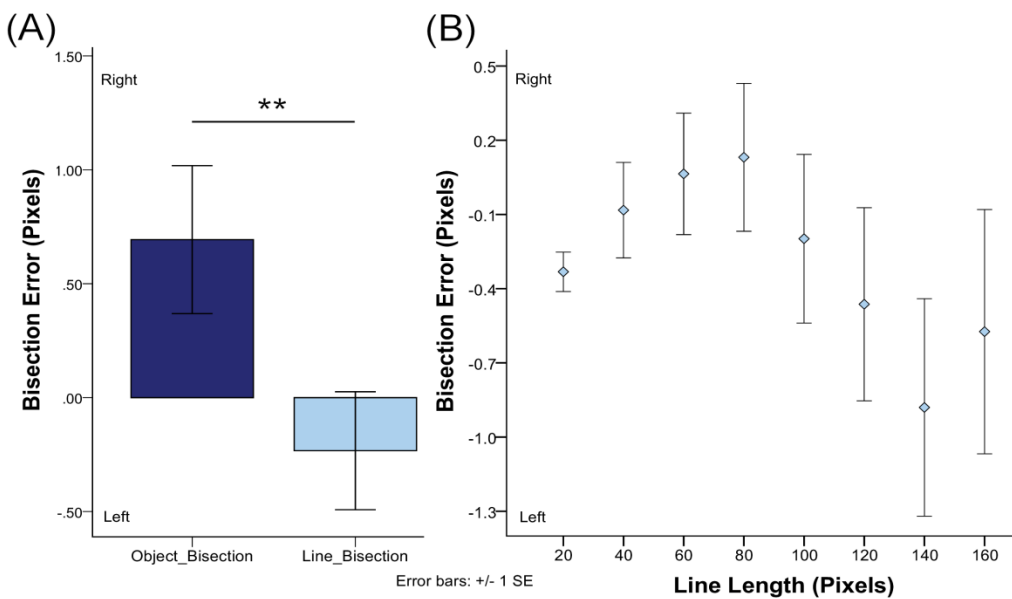 (A)
Bisection Error (Pixels)
1.50
1.00
.50
.00
-.50
Right
**
Left
Object_Bisection
Line_Bisection
Error bars: +/- 1 SE
(B)
Bisection Error (Pixels)
0.5
0.2
-0.1
-0.4
-0.7
-1.0
-1.3
Right
Left
20 40 60 80 100 120 140 160
Line Length (Pixels)